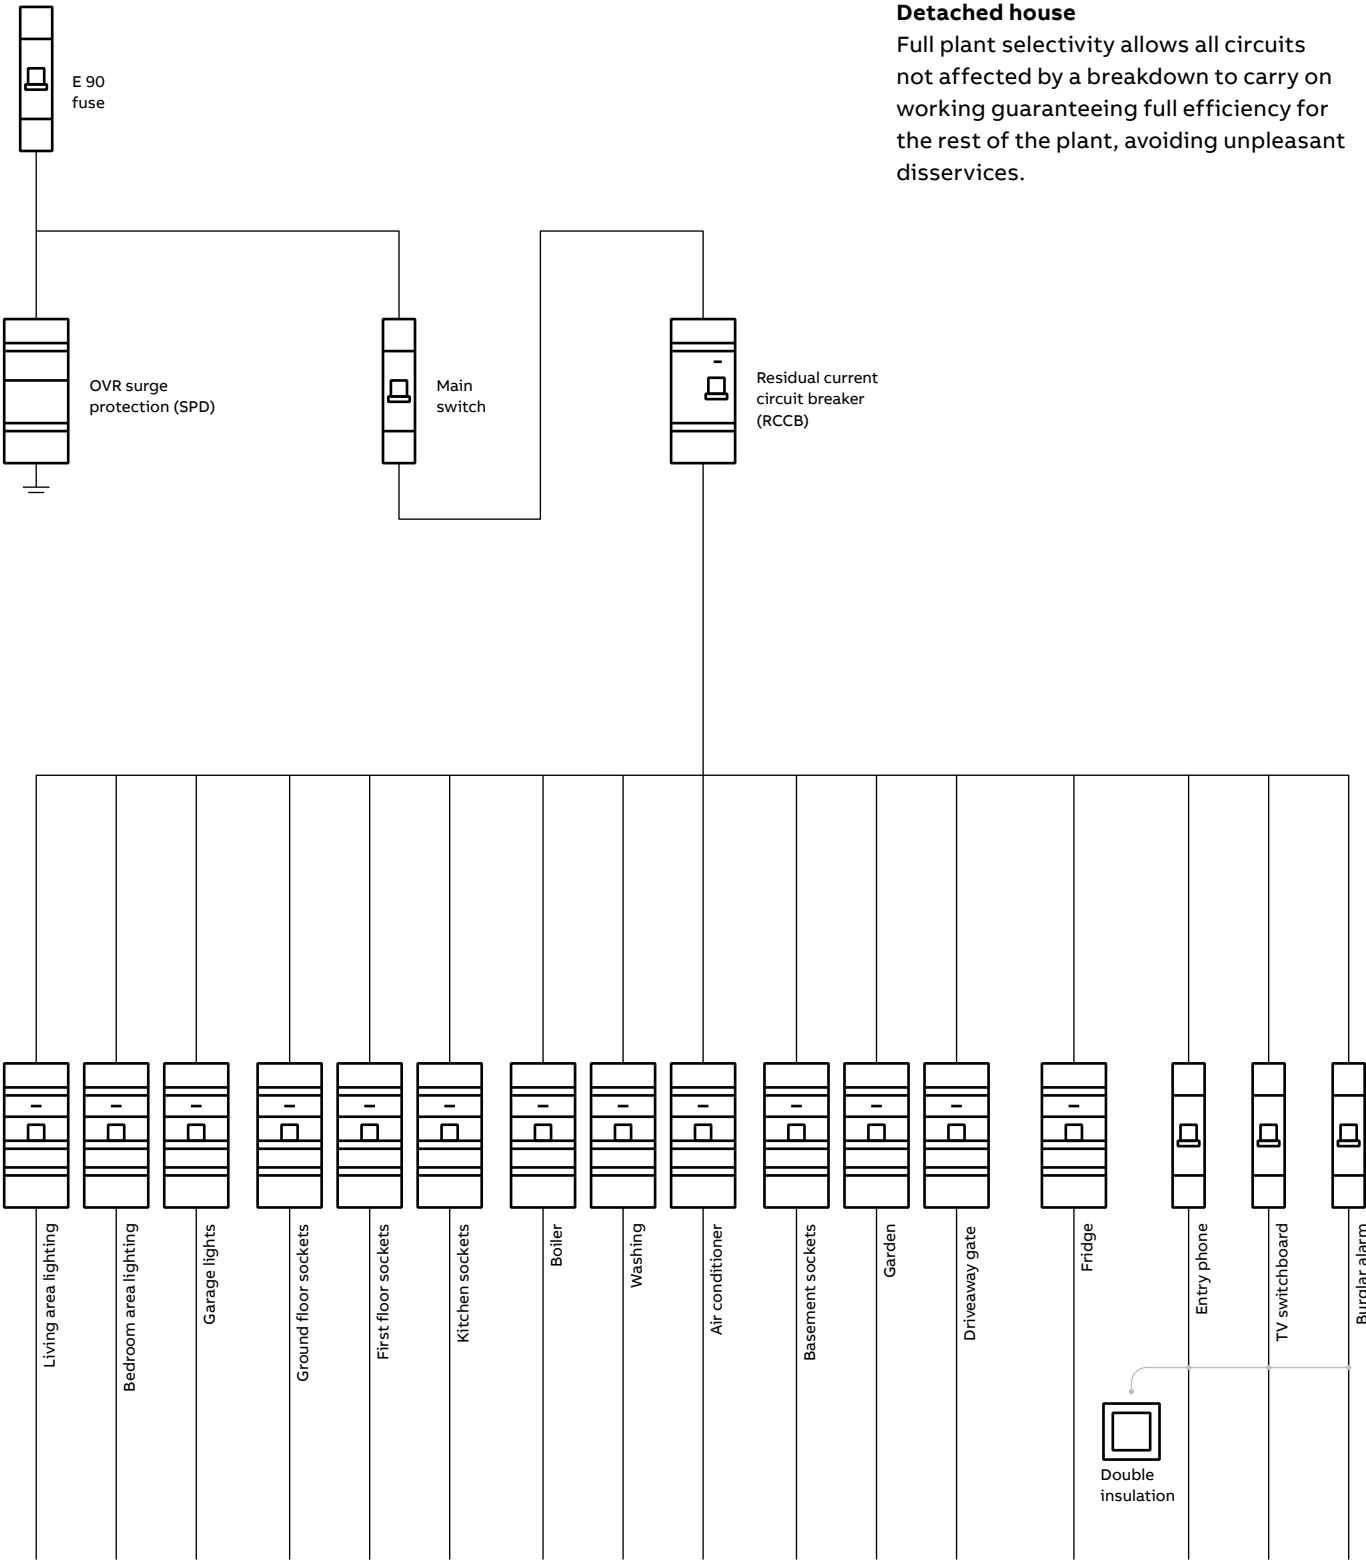 Detached house
Full plant selectivity allows all circuits
not affected by a breakdown to carry on
working guaranteeing full efficiency for
the rest of the plant, avoiding unpleasant
disservices.
E 90
fuse
OVR surge
protection (SPD)
Main
switch
Residual current
circuit breaker
(RCCB)
Living area lighting
Bedroom area lighting
Garage lights
Ground floor sockets
First floor sockets
Kitchen sockets
Boiler
Washing
Air conditioner
Basement sockets
Garden
Driveaway gate
Fridge
Entry phone
TV switchboard
Burglar alarm
Double
insulation